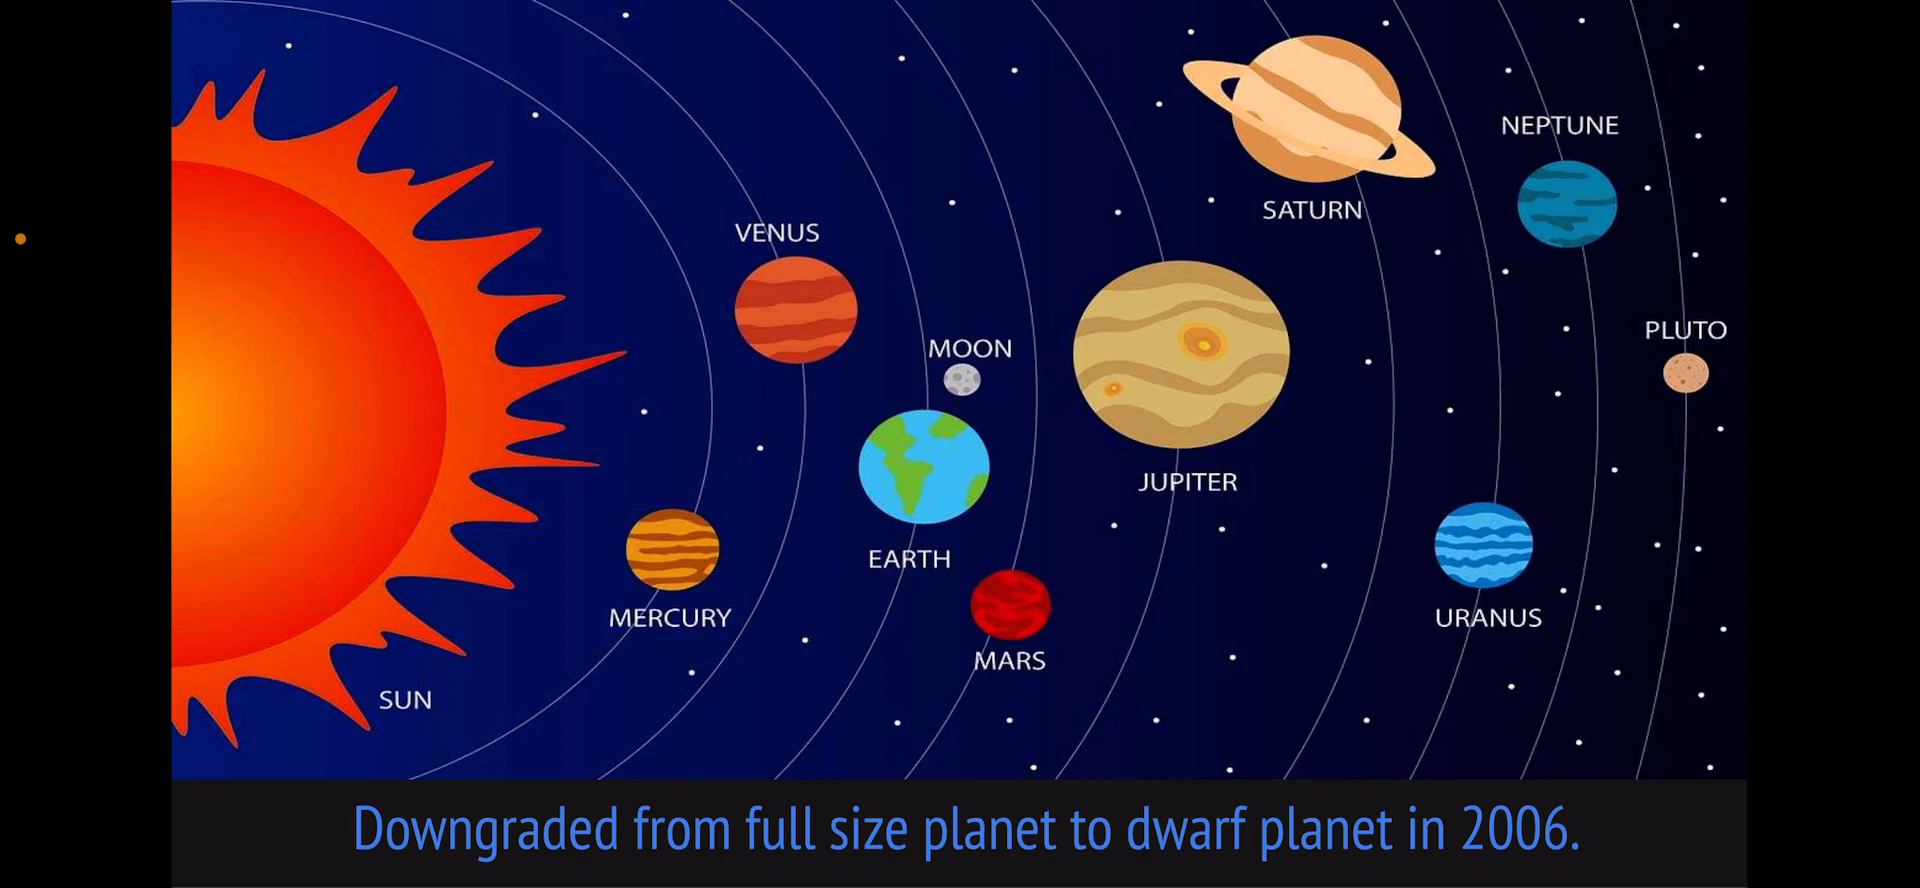 NEPTUNE
SATURN
VENUS
PLUTO
MOON
JUPITER
EARTH
MERCURY
URANUS
MARS
SUN
Downgraded from full size planet to dwarf planet in 2006.